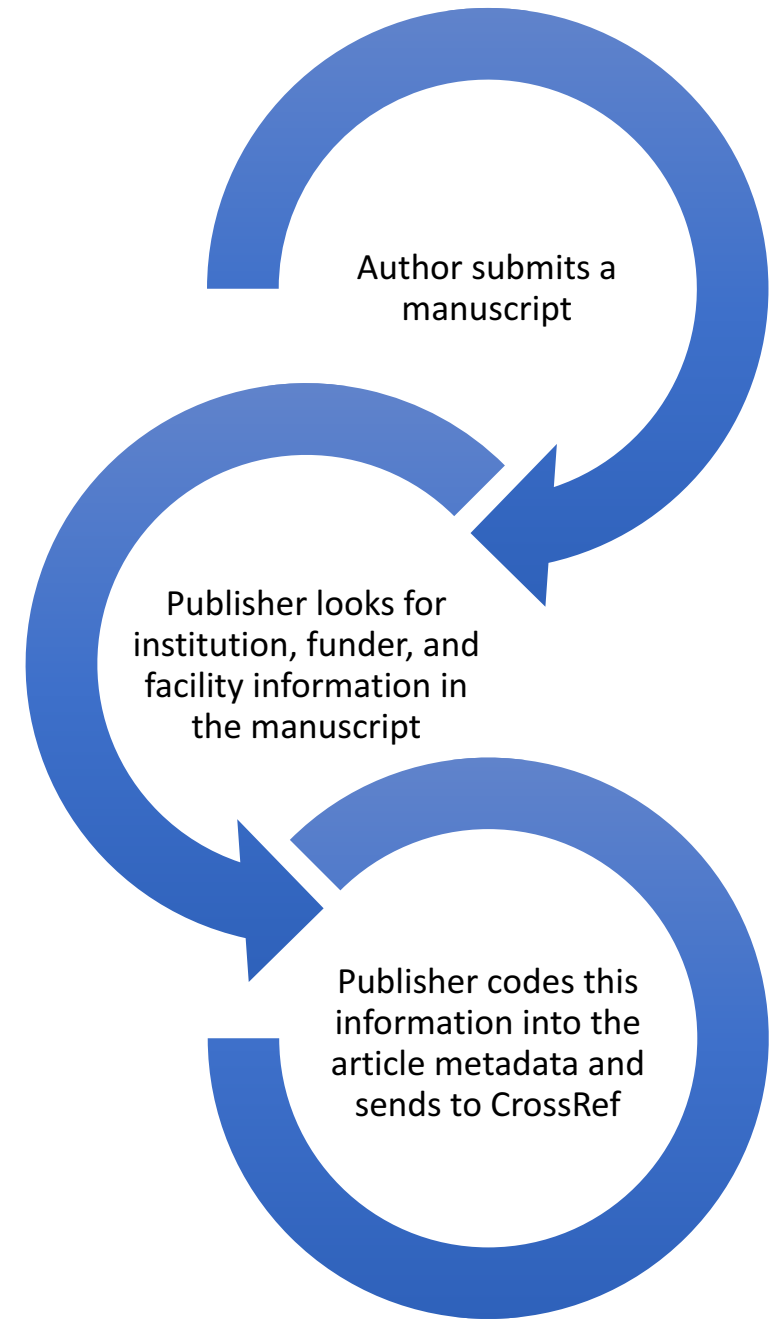 Author submits a
manuscript
Publisher looks for
institution, funder, and
facility information in
the manuscript
Publisher codes this
information into the
article metadata and
sends to CrossRef